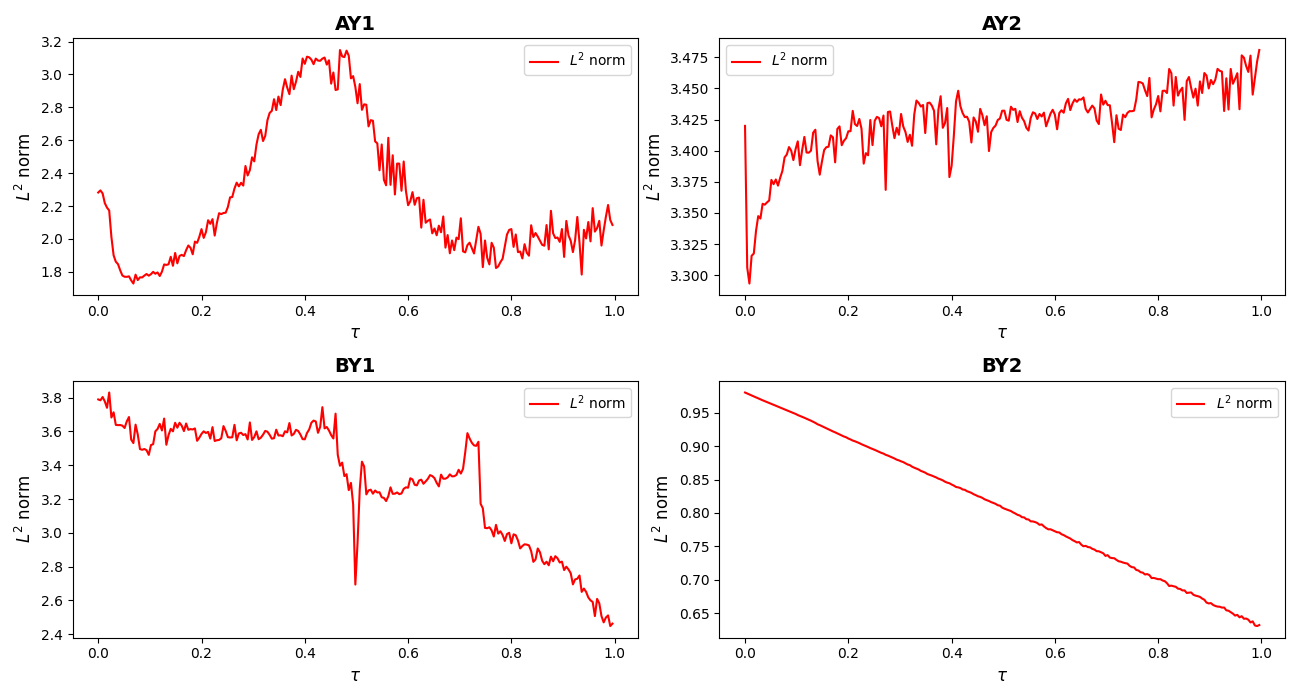 AY1
L² norm
3.2
3.0
2.8
2.6
2.4
2.2
2.0
1.8
L² norm
0.0 0.2 0.4 0.6 0.8 1.0
τ
AY2
L² norm
3.475
3.450
3.425
3.400
3.375
3.350
3.325
3.300
L² norm
0.0 0.2 0.4 0.6 0.8 1.0
τ
BY1
L² norm
3.8
3.6
3.4
3.2
3.0
2.8
2.6
2.4
L² norm
0.0 0.2 0.4 0.6 0.8 1.0
τ
BY2
L² norm
0.95
0.90
0.85
0.80
0.75
0.70
0.65
L² norm
0.0 0.2 0.4 0.6 0.8 1.0
τ